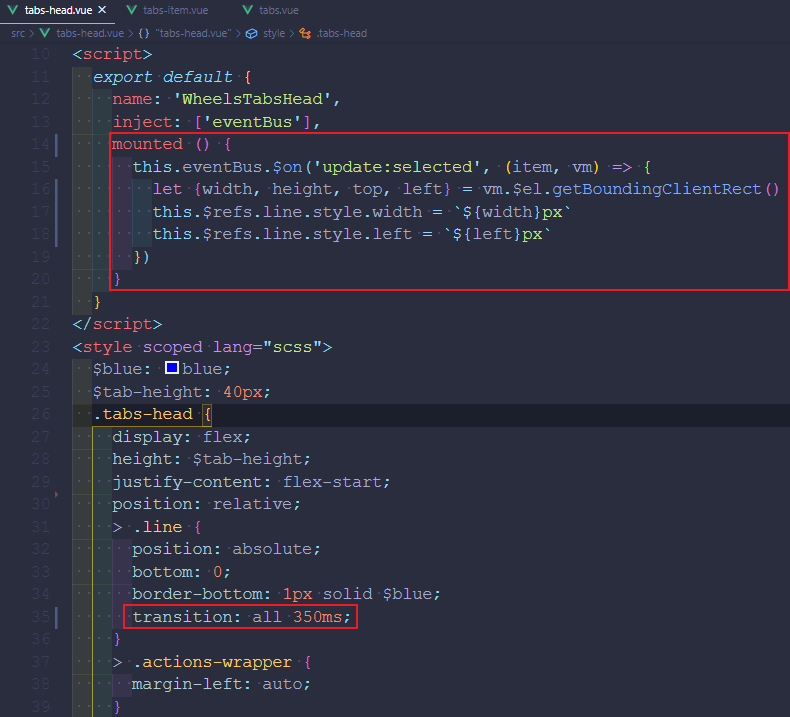 tabs-head.vue tabs-item.vue tabs.vue
src > tabs-head.vue > {} "tabs-head.vue" > style > .tabs-head
10 <script>
11 export default {
12 name: 'WheelsTabsHead',
13 inject: ['eventBus'],
14 mounted () {
15 this.eventBus.$on('update:selected', (item, vm) => {
16 let {width, height, top, left} = vm.$el.getBoundingClientRect()
17 this.$refs.line.style.width = `${width}px`
18 this.$refs.line.style.left = `${left}px`
19 })
20 }
21 }
22 </script>
23 <style scoped lang="scss">
24 $blue: blue;
25 $tab-height: 40px;
26 .tabs-head {
27 display: flex;
28 height: $tab-height;
29 justify-content: flex-start;
30 position: relative;
31 > .line {
32 position: absolute;
33 bottom: 0;
34 border-bottom: 1px solid $blue;
35 transition: all 350ms;
36 }
37 > .actions-wrapper {
38 margin-left: auto;
39 }